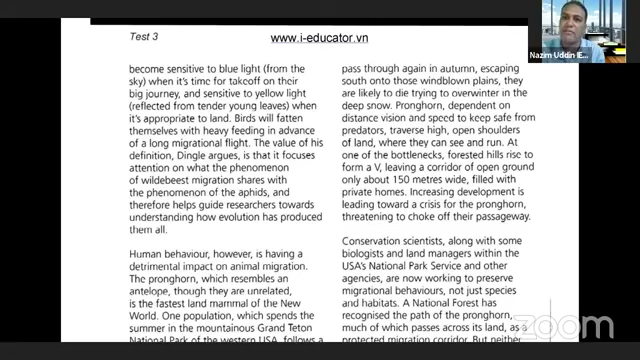 Test 3
www.i-educator.vn
Nazim Uddin IE...
become sensitive to blue light (from the
sky) when it's time for takeoff on their
big journey, and sensitive to yellow light
(reflected from tender young leaves) when
it's appropriate to land. Birds will fatten
themselves with heavy feeding in advance
of a long migrational flight. The value of his
definition, Dingle argues, is that it focuses
attention on what the phenomenon
of wildebeest migration shares with
the phenomenon of the aphids, and
therefore helps guide researchers towards
understanding how evolution has produced
them all.
Human behaviour, however, is having a
detrimental impact on animal migration.
The pronghorn, which resembles an
antelope, though they are unrelated,
is the fastest land mammal of the New
World. One population, which spends the
summer in the mountainous Grand Teton
National Park of the western USA, follows a
pass through again in autumn, escaping
south onto those windblown plains, they
are likely to die trying to overwinter in the
deep snow. Pronghorn, dependent on
distance vision and speed to keep safe from
predators, traverse high, open shoulders
of land, where they can see and run. At
one of the bottlenecks, forested hills rise to
form a V, leaving a corridor of open ground
only about 150 metres wide, filled with
private homes. Increasing development is
leading toward a crisis for the pronghorn,
threatening to choke off their passageway.
Conservation scientists, along with some
biologists and land managers within the
USA's National Park Service and other
agencies, are now working to preserve
migrational behaviours, not just species
and habitats. A National Forest has
recognised the path of the pronghorn,
much of which passes across its land, as a
protected migration corridor. But neither
zoom